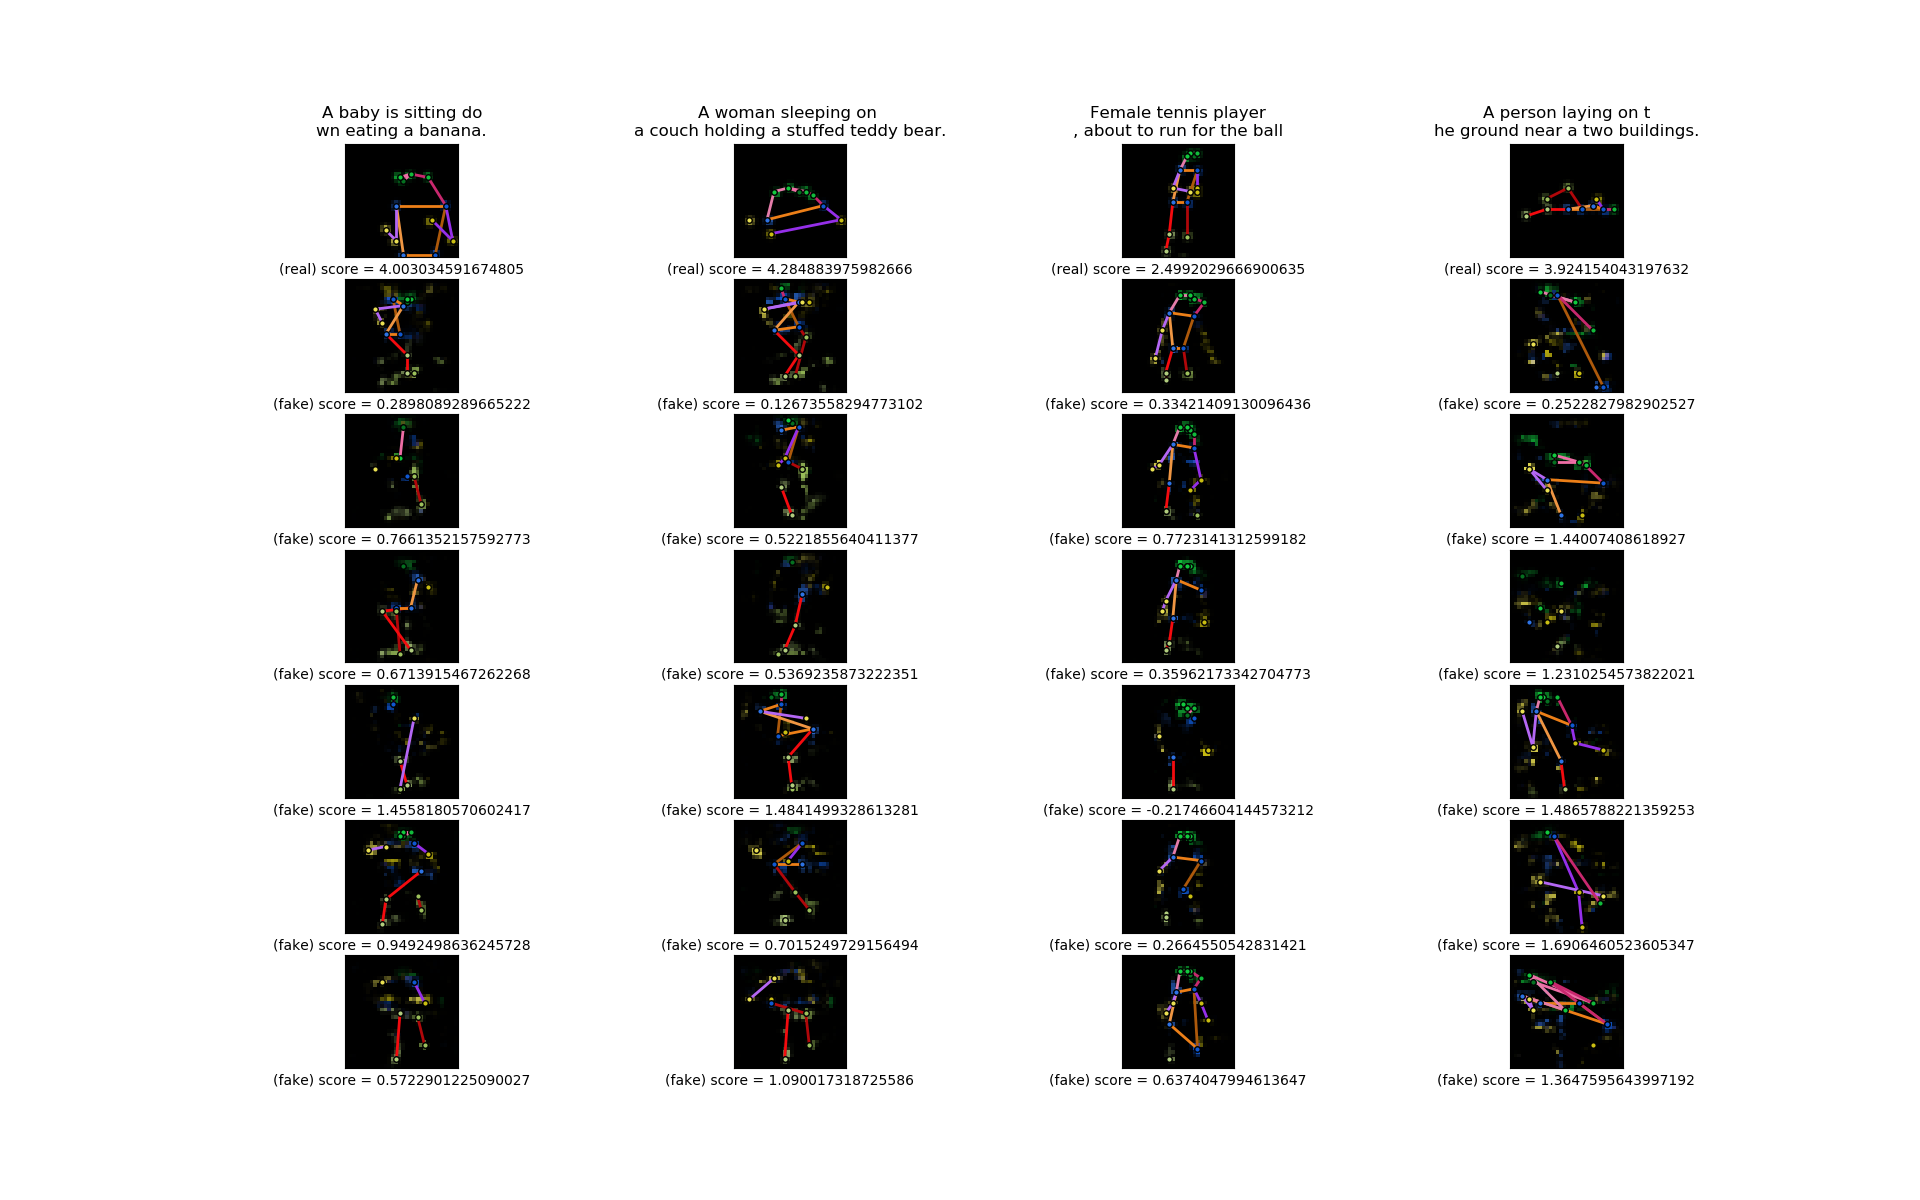 A baby is sitting do
wn eating a banana.
A woman sleeping on
a couch holding a stuffed teddy bear.
Female tennis player
, about to run for the ball
A person laying on t
he ground near a two buildings.
(real) score = 4.003034591674805
(real) score = 4.284883975982666
(real) score = 2.4992029666900635
(real) score = 3.924154043197632
(fake) score = 0.2898089289665222
(fake) score = 0.12673558294773102
(fake) score = 0.33421409130096436
(fake) score = 0.2522827982902527
(fake) score = 0.7661352157592773
(fake) score = 0.5221855640411377
(fake) score = 0.7723141312599182
(fake) score = 1.44007408618927
(fake) score = 0.6713915467262268
(fake) score = 0.5369235873222351
(fake) score = 0.35962173342704773
(fake) score = 1.2310254573822021
(fake) score = 1.4558180570602417
(fake) score = 1.4841499328613281
(fake) score = -0.21746604144573212
(fake) score = 1.4865788221359253
(fake) score = 0.9492498636245728
(fake) score = 0.7015249729156494
(fake) score = 0.2664550542831421
(fake) score = 1.6906460523605347
(fake) score = 0.5722901225090027
(fake) score = 1.090017318725586
(fake) score = 0.6374047994613647
(fake) score = 1.3647595643997192